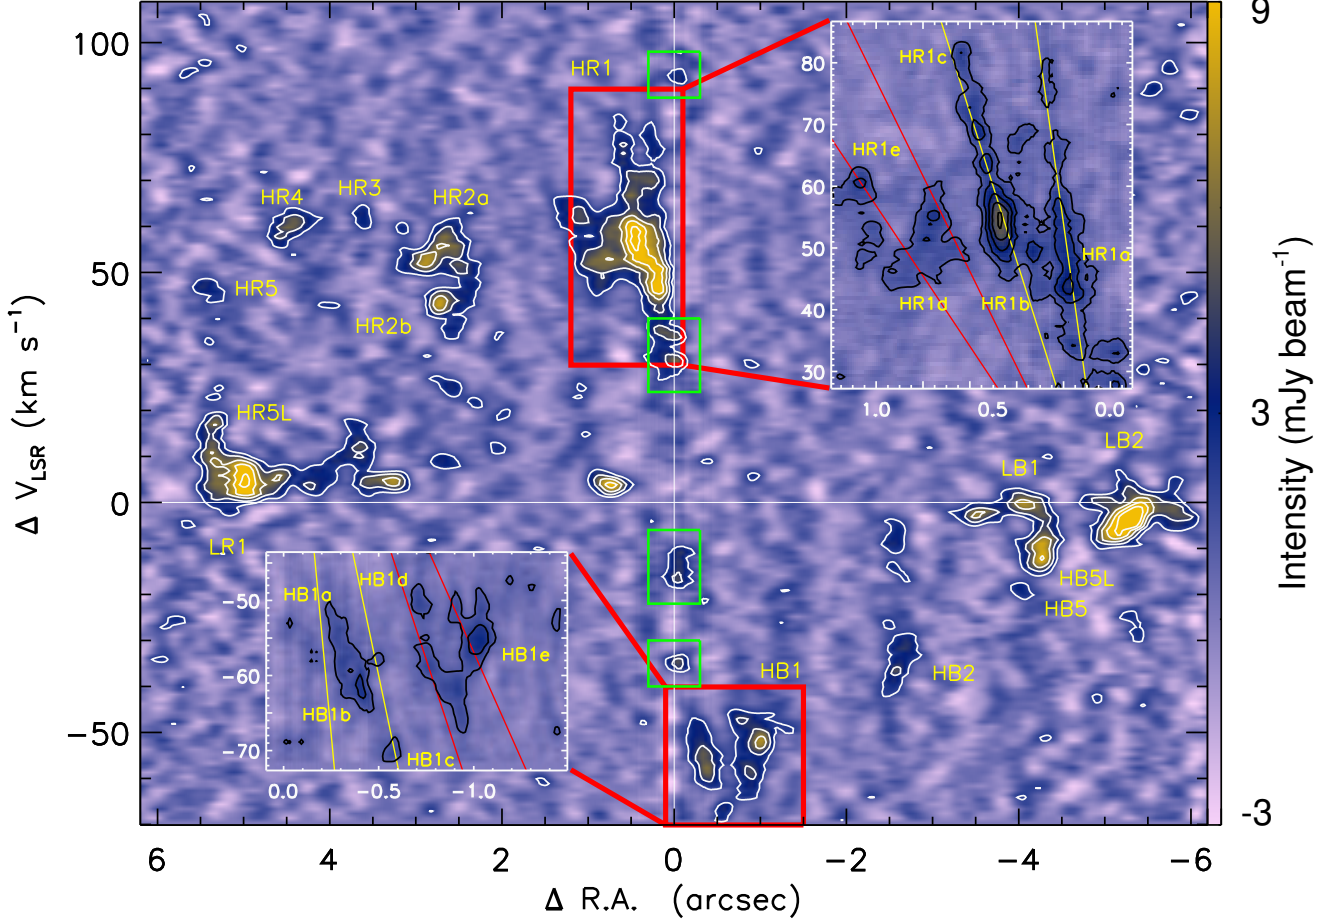 9
100
HR1
80
HR1c
70
HR1e
60
50
HR1a
40
HR1d
HR1b
30
1.0
0.5
0.0
HR4
HR3
HR2a
50
HR5
HR2b
3
HR5L
LB2
LB1
0
LR1
HB5L
HB5
HB1d
HB1a
−50
HB1e
−60
HB1b
−70
HB1c
0.0
−0.5
−1.0
HB1
HB2
−50
-3
6
4
2
0
−2
−4
−6
Δ R.A. (arcsec)
Δ V_LSR (km s⁻¹)
Intensity (mJy beam⁻¹)